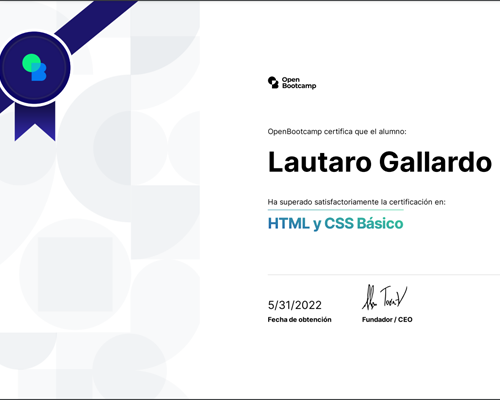 Open
Bootcamp
OpenBootcamp certifica que el alumno:
Lautaro Gallardo
Ha superado satisfactoriamente la certificación en:
HTML y CSS Básico
5/31/2022
Fecha de obtención
Fundador / CEO